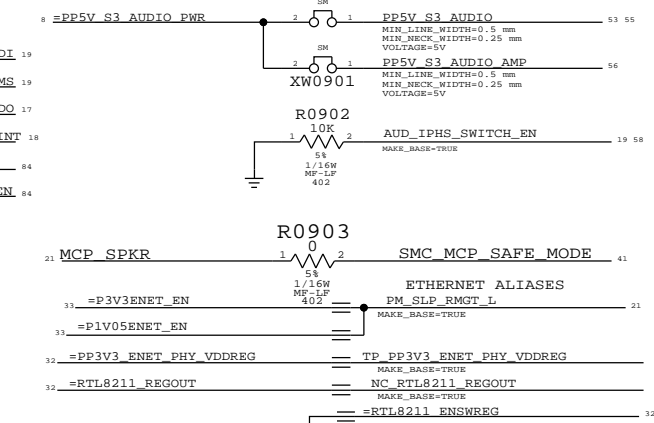 SM
8 =PP5V_S3_AUDIO_PWR 2 1 PP5V_S3_AUDIO 53 55
MIN_LINE_WIDTH=0.5 mm
MIN_NECK_WIDTH=0.25 mm
VOLTAGE=5V
DI 19
SM
2 1 PP5V_S3_AUDIO_AMP 56
XW0901
MIN_LINE_WIDTH=0.5 mm
MIN_NECK_WIDTH=0.25 mm
VOLTAGE=5V
MS 19
DO 17
R0902
10K
INT 18
1 2 AUD_IPHS_SWITCH_EN 19 58
MAKE_BASE=TRUE
5%
1/16W
MF-LF
402
84
EN 84
R0903
0
21 MCP_SPKR 1 2 SMC_MCP_SAFE_MODE 41
5%
1/16W
MF-LF
402
ETHERNET ALIASES
33 =P3V3ENET_EN PM_SLP_RMGT_L 21
MAKE_BASE=TRUE
33 =P1V05ENET_EN
32 =PP3V3_ENET_PHY_VDDREG TP_PP3V3_ENET_PHY_VDDREG
MAKE_BASE=TRUE
32 =RTL8211_REGOUT NC_RTL8211_REGOUT
MAKE_BASE=TRUE
=RTL8211_ENSWREG 32